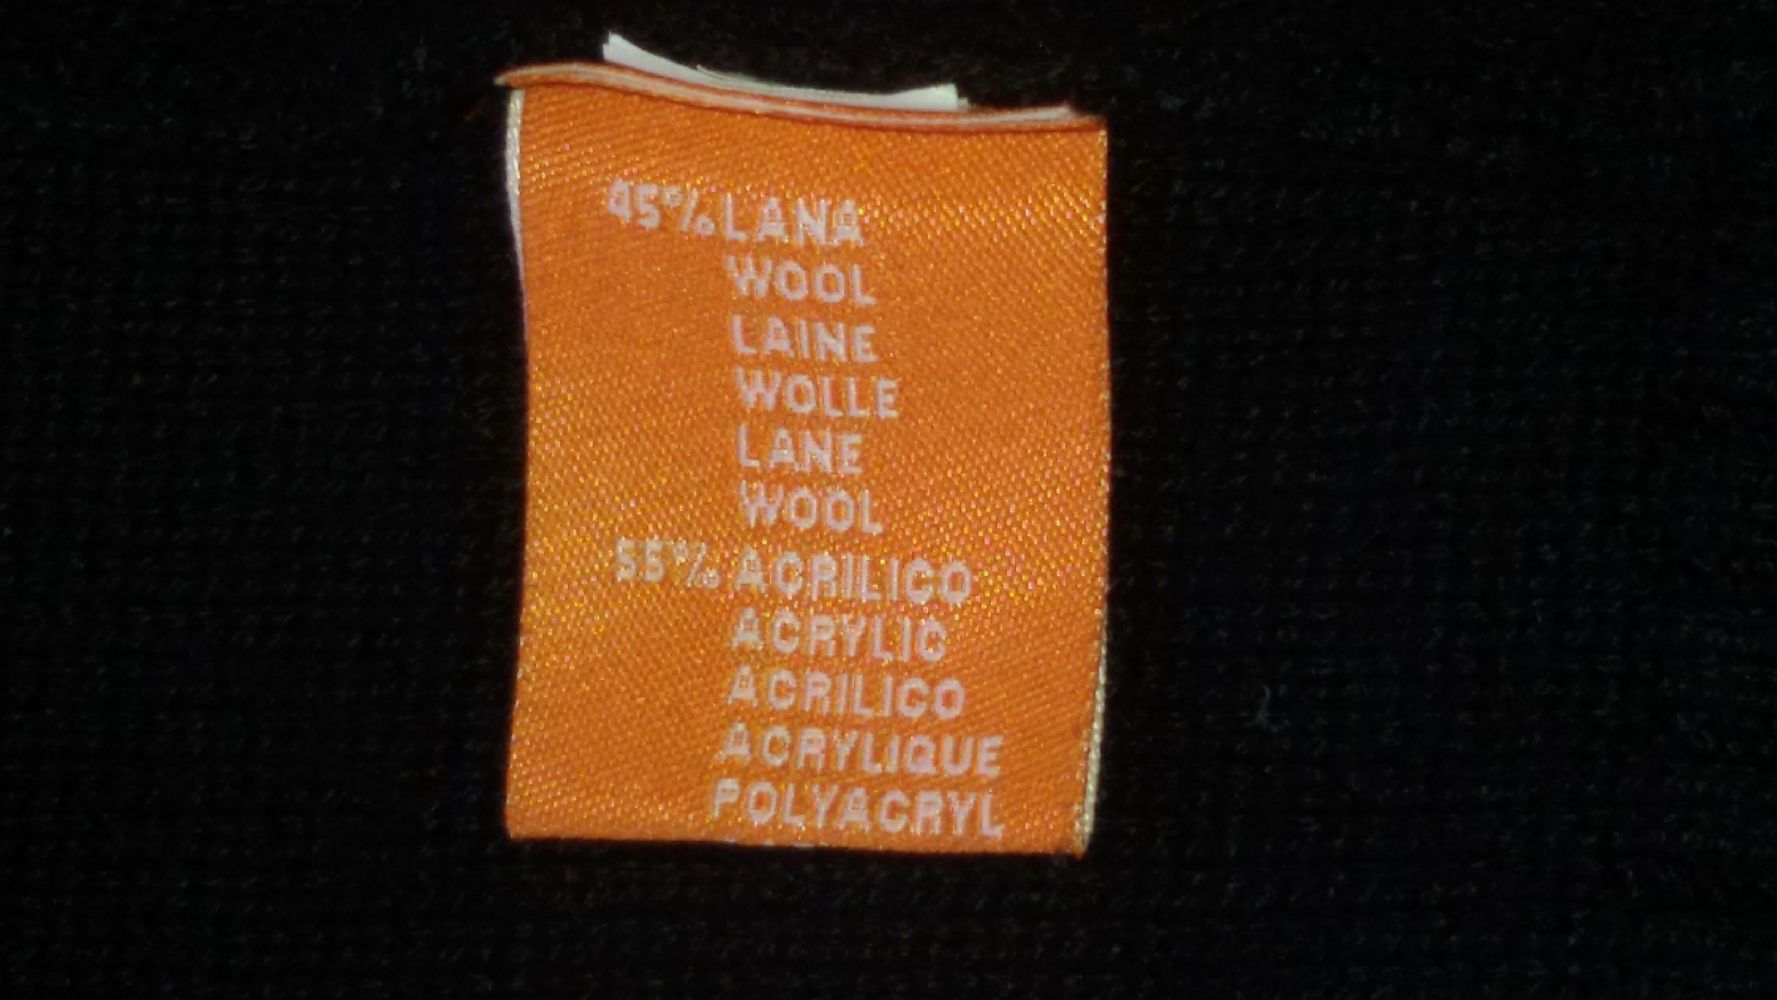 45% LANA
WOOL
LAINE
WOLLE
LANE
WOOL
55% ACRILICO
ACRYLIC
ACRILICO
ACRYLIQUE
POLYACRYL